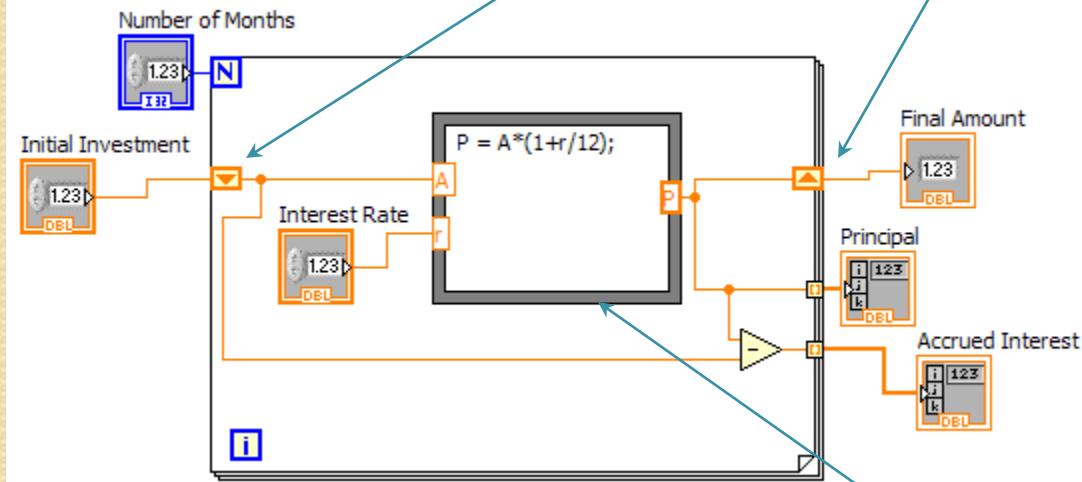 Number of Months
1.23
I32
N
Initial Investment
1.23
DBL
P = A*(1+r/12);
A
r
P
Interest Rate
1.23
DBL
Final Amount
1.23
DBL
Principal
i 123
j
k
DBL
Accrued Interest
i 123
j
k
DBL
-
i